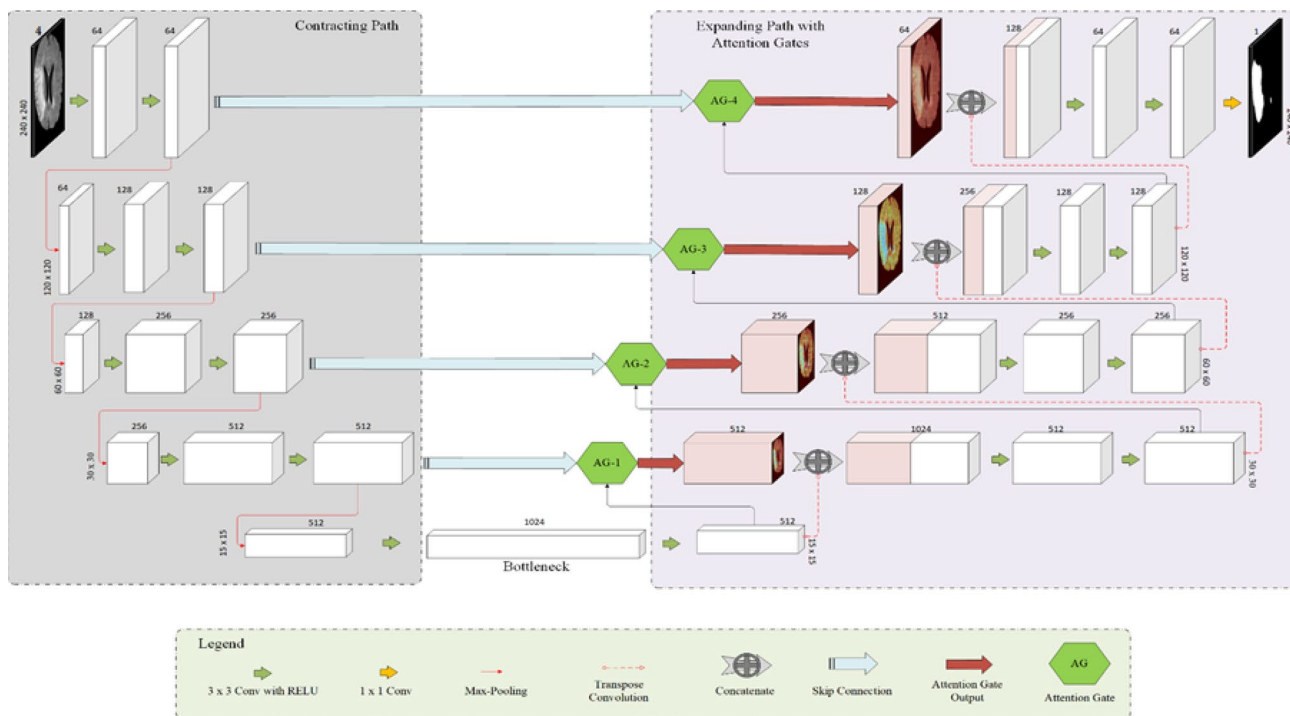 Contracting Path
4
64
64
240 x 240
64
128
128
120 x 120
128
256
256
60 x 60
256
512
512
30 x 30
512
15 x 15
1024
Bottleneck
Expanding Path with
Attention Gates
AG-4
64
128
64
64
1
240 x 240
AG-3
128
256
128
128
120 x 120
AG-2
256
512
256
256
60 x 60
AG-1
512
1024
512
512
30 x 30
512
15 x 15
Legend
3 x 3 Conv with RELU
1 x 1 Conv
Max-Pooling
Transpose
Convolution
Concatenate
Skip Connection
Attention Gate
Output
AG
Attention Gate